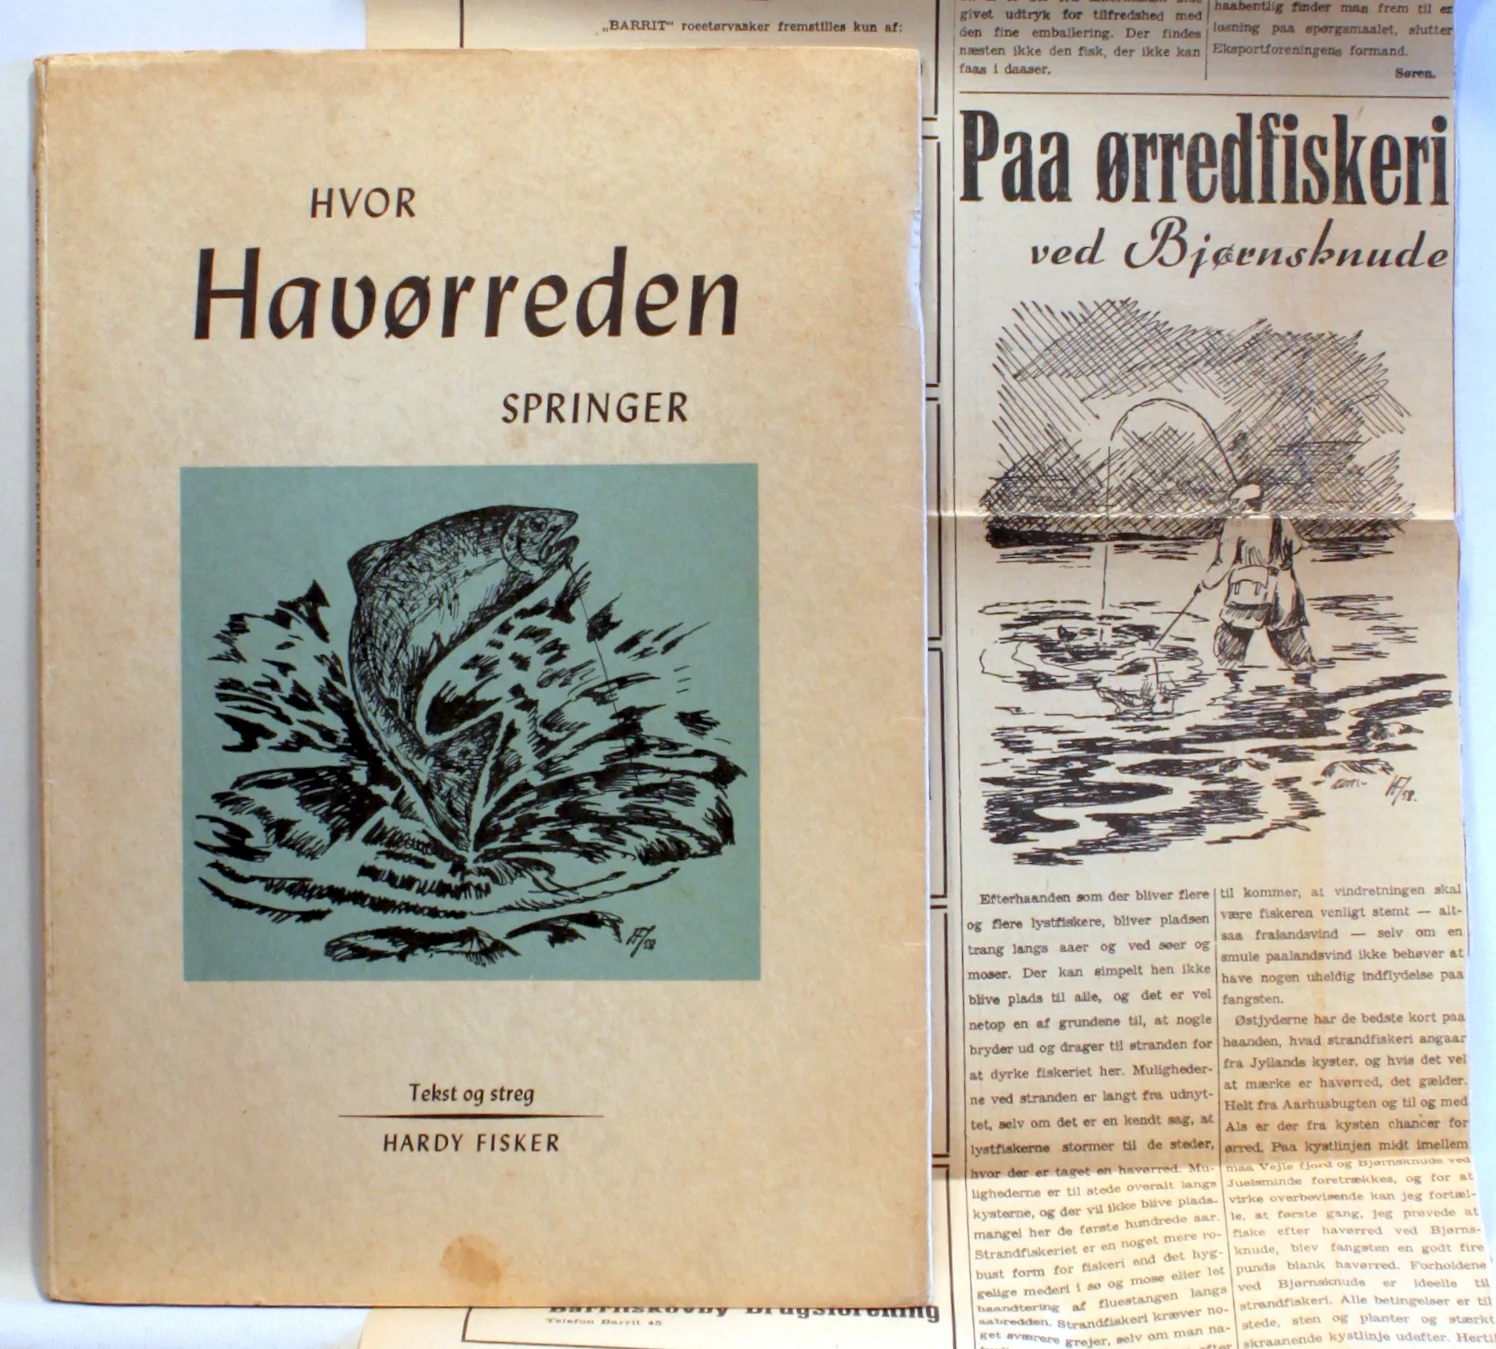 „BARRIT“ roeetørvasker fremstilles kun af:
givet udtryk for tilfredshed med
den fine emballering. Der findes
næsten ikke den fisk, der ikke kan
faas i daaser.
haabentlig finder man frem til en
løsning paa spørgsmaalet, slutter
Eksportforeningens formand.
Søren.
HVOR
Havørreden
SPRINGER
HF/58
Tekst og streg
HARDY FISKER
Paa ørredfiskeri
ved Bjørnsknude
HF/58.
Efterhaanden som der bliver flere
og flere lystfiskere, bliver pladsen
trang langs aaer og ved søer og
moser. Der kan simpelt hen ikke
blive plads til alle, og det er vel
netop en af grundene til, at nogle
bryder ud og drager til stranden for
at dyrke fiskeriet her. Muligheder-
ne ved stranden er langt fra udnyt-
tet, selv om det er en kendt sag, at
lystfiskerne stormer til de steder,
hvor der er taget en havørred. Mu-
lighederne er til stede overalt langs
kysterne, og der vil ikke blive plads-
mangel her de første hundrede aar.
Strandfiskeriet er en noget mere ro-
bust form for fiskeri end det hyg-
gelige mederi i sø og mose eller let
haandtering af fluestangen langs
aabredden. Strandfiskeri kræver no-
get sværere grejer, selv om man na-
til kommer, at vindretningen skal
være fiskeren venligt stemt — alt-
saa fralandsvind — selv om en
smule paalandsvind ikke behøver at
have nogen uheldig indflydelse paa
fangsten.
Østjyderne har de bedste kort paa
haanden, hvad strandfiskeri angaar
fra Jyllands kyster, og hvis det vel
at mærke er havørred, det gælder.
Helt fra Aarhusbugten og til og med
Als er der fra kysten chancer for
ørred. Paa kystlinjen midt imellem
maa Vejle fjord og Bjørnsknude ved
Juelsminde foretrækkes, og for at
virke overbevisende kan jeg fortæl-
le, at første gang, jeg prøvede at
fiske efter havørred ved Bjørns-
knude, blev fangsten en godt fire
punds blank havørred. Forholdene
ved Bjørnsknude er ideelle til
strandfiskeri. Alle betingelser er til
stede, sten og planter og stærkt
skraanende kystlinje udefter. Hertil
Barritskovby Brugsforening
Telefon Barrit 45